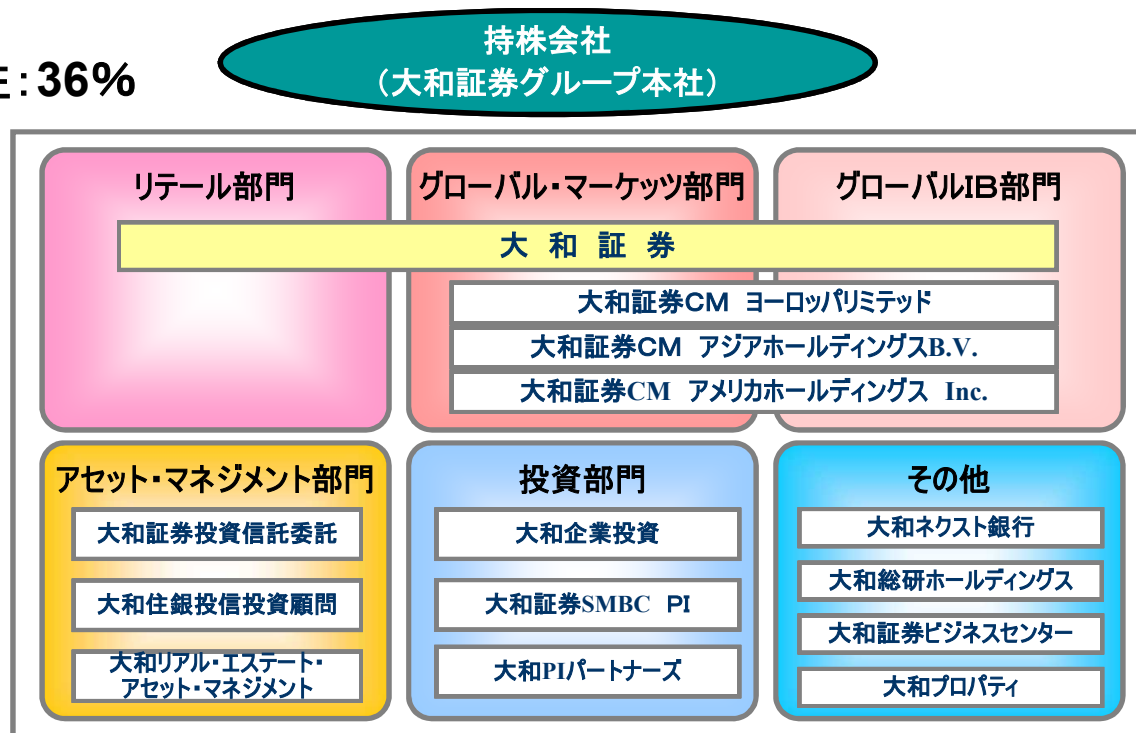 持株会社
（大和証券グループ本社）
：36%
リテール部門
グローバル・マーケッツ部門
グローバルIB部門
大 和 証 券
大和証券CM ヨーロッパリミテッド
大和証券CM アジアホールディングスB.V.
大和証券CM アメリカホールディングス Inc.
アセット・マネジメント部門
大和証券投資信託委託
大和住銀投信投資顧問
大和リアル・エステート・
アセット・マネジメント
投資部門
大和企業投資
大和証券SMBC PI
大和PIパートナーズ
その他
大和ネクスト銀行
大和総研ホールディングス
大和証券ビジネスセンター
大和プロパティ